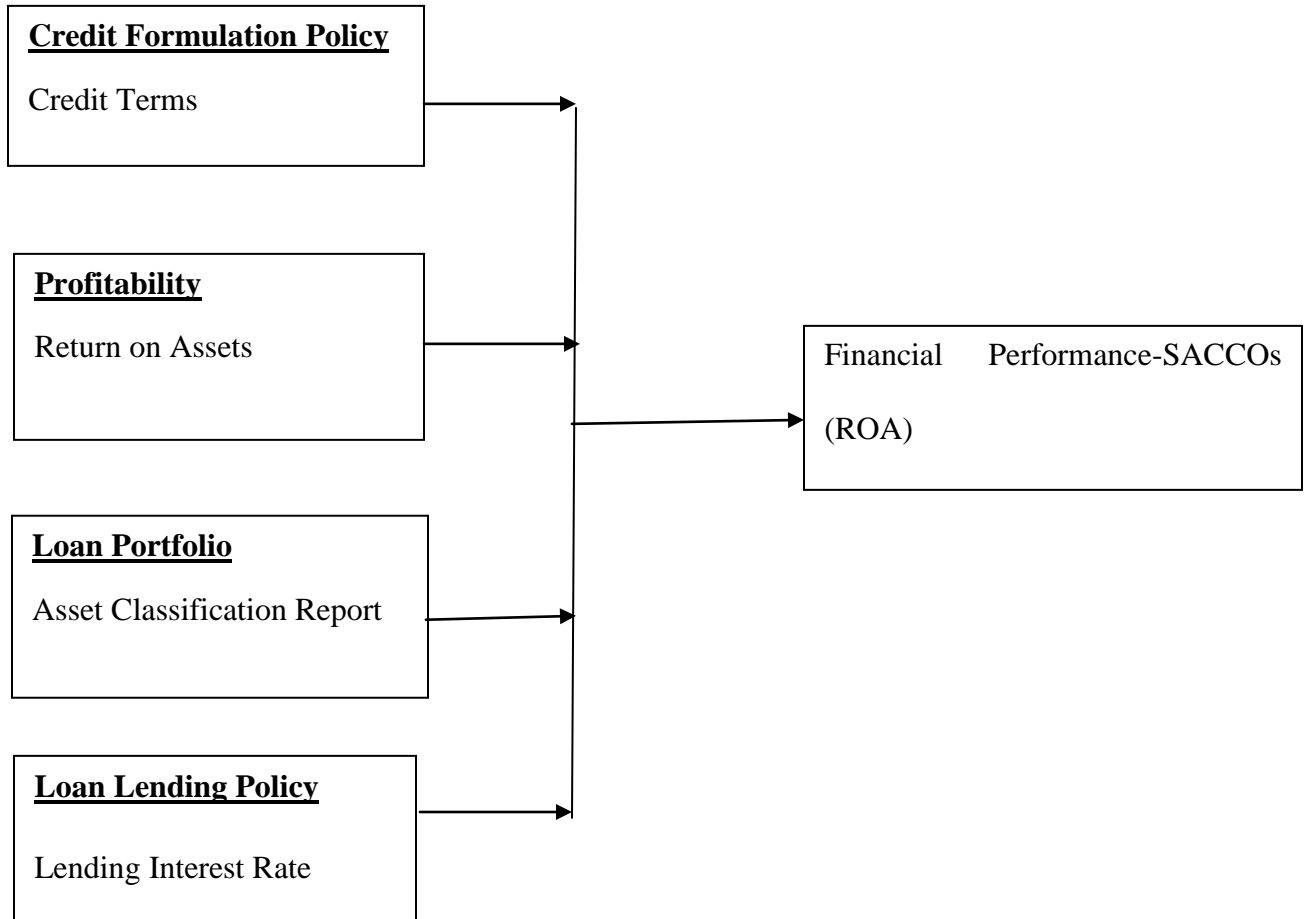 Credit Formulation Policy
Credit Terms
Profitability
Return on Assets
Loan Portfolio
Asset Classification Report
Loan Lending Policy
Lending Interest Rate
Financial Performance-SACCOs
(ROA)